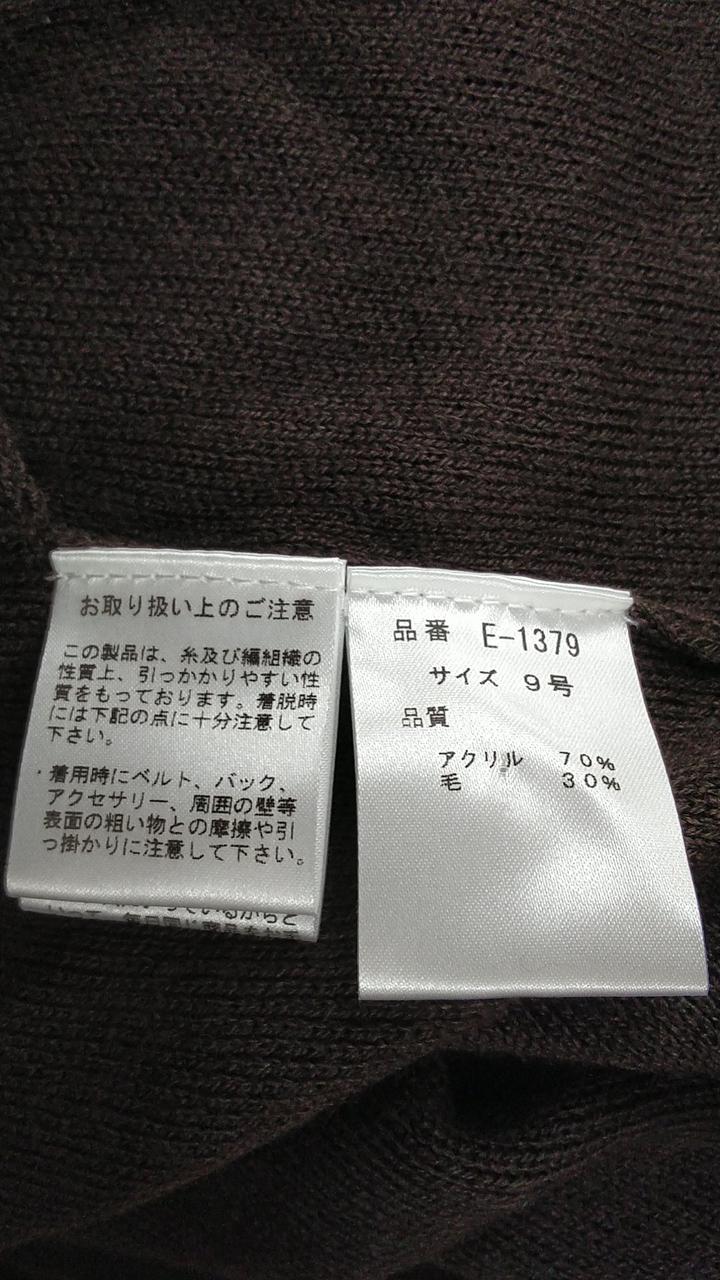 お取り扱い上のご注意
この製品は、糸及び編組織の
性質上、引っかかりやすい性
質をもっております。着脱時
には下記の点に十分注意して
下さい。
・着用時にベルト、バック、
アクセサリー、周囲の壁等
表面の粗い物との摩擦や引
っ掛かりに注意して下さい。
品番 E-1379
サイズ 9号
品質
アクリル 70%
毛 30%